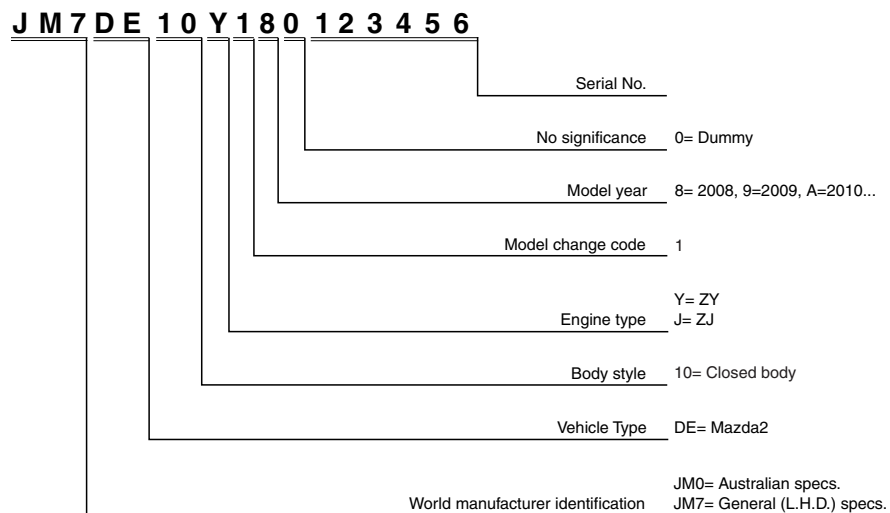 JM7DE10Y180 123456
Serial No.
No significance 0= Dummy
Model year 8= 2008, 9=2009, A=2010...
Model change code 1
Y= ZY
Engine type J= ZJ
Body style 10= Closed body
Vehicle Type DE= Mazda2
JM0= Australian specs.
World manufacturer identification JM7= General (L.H.D.) specs.